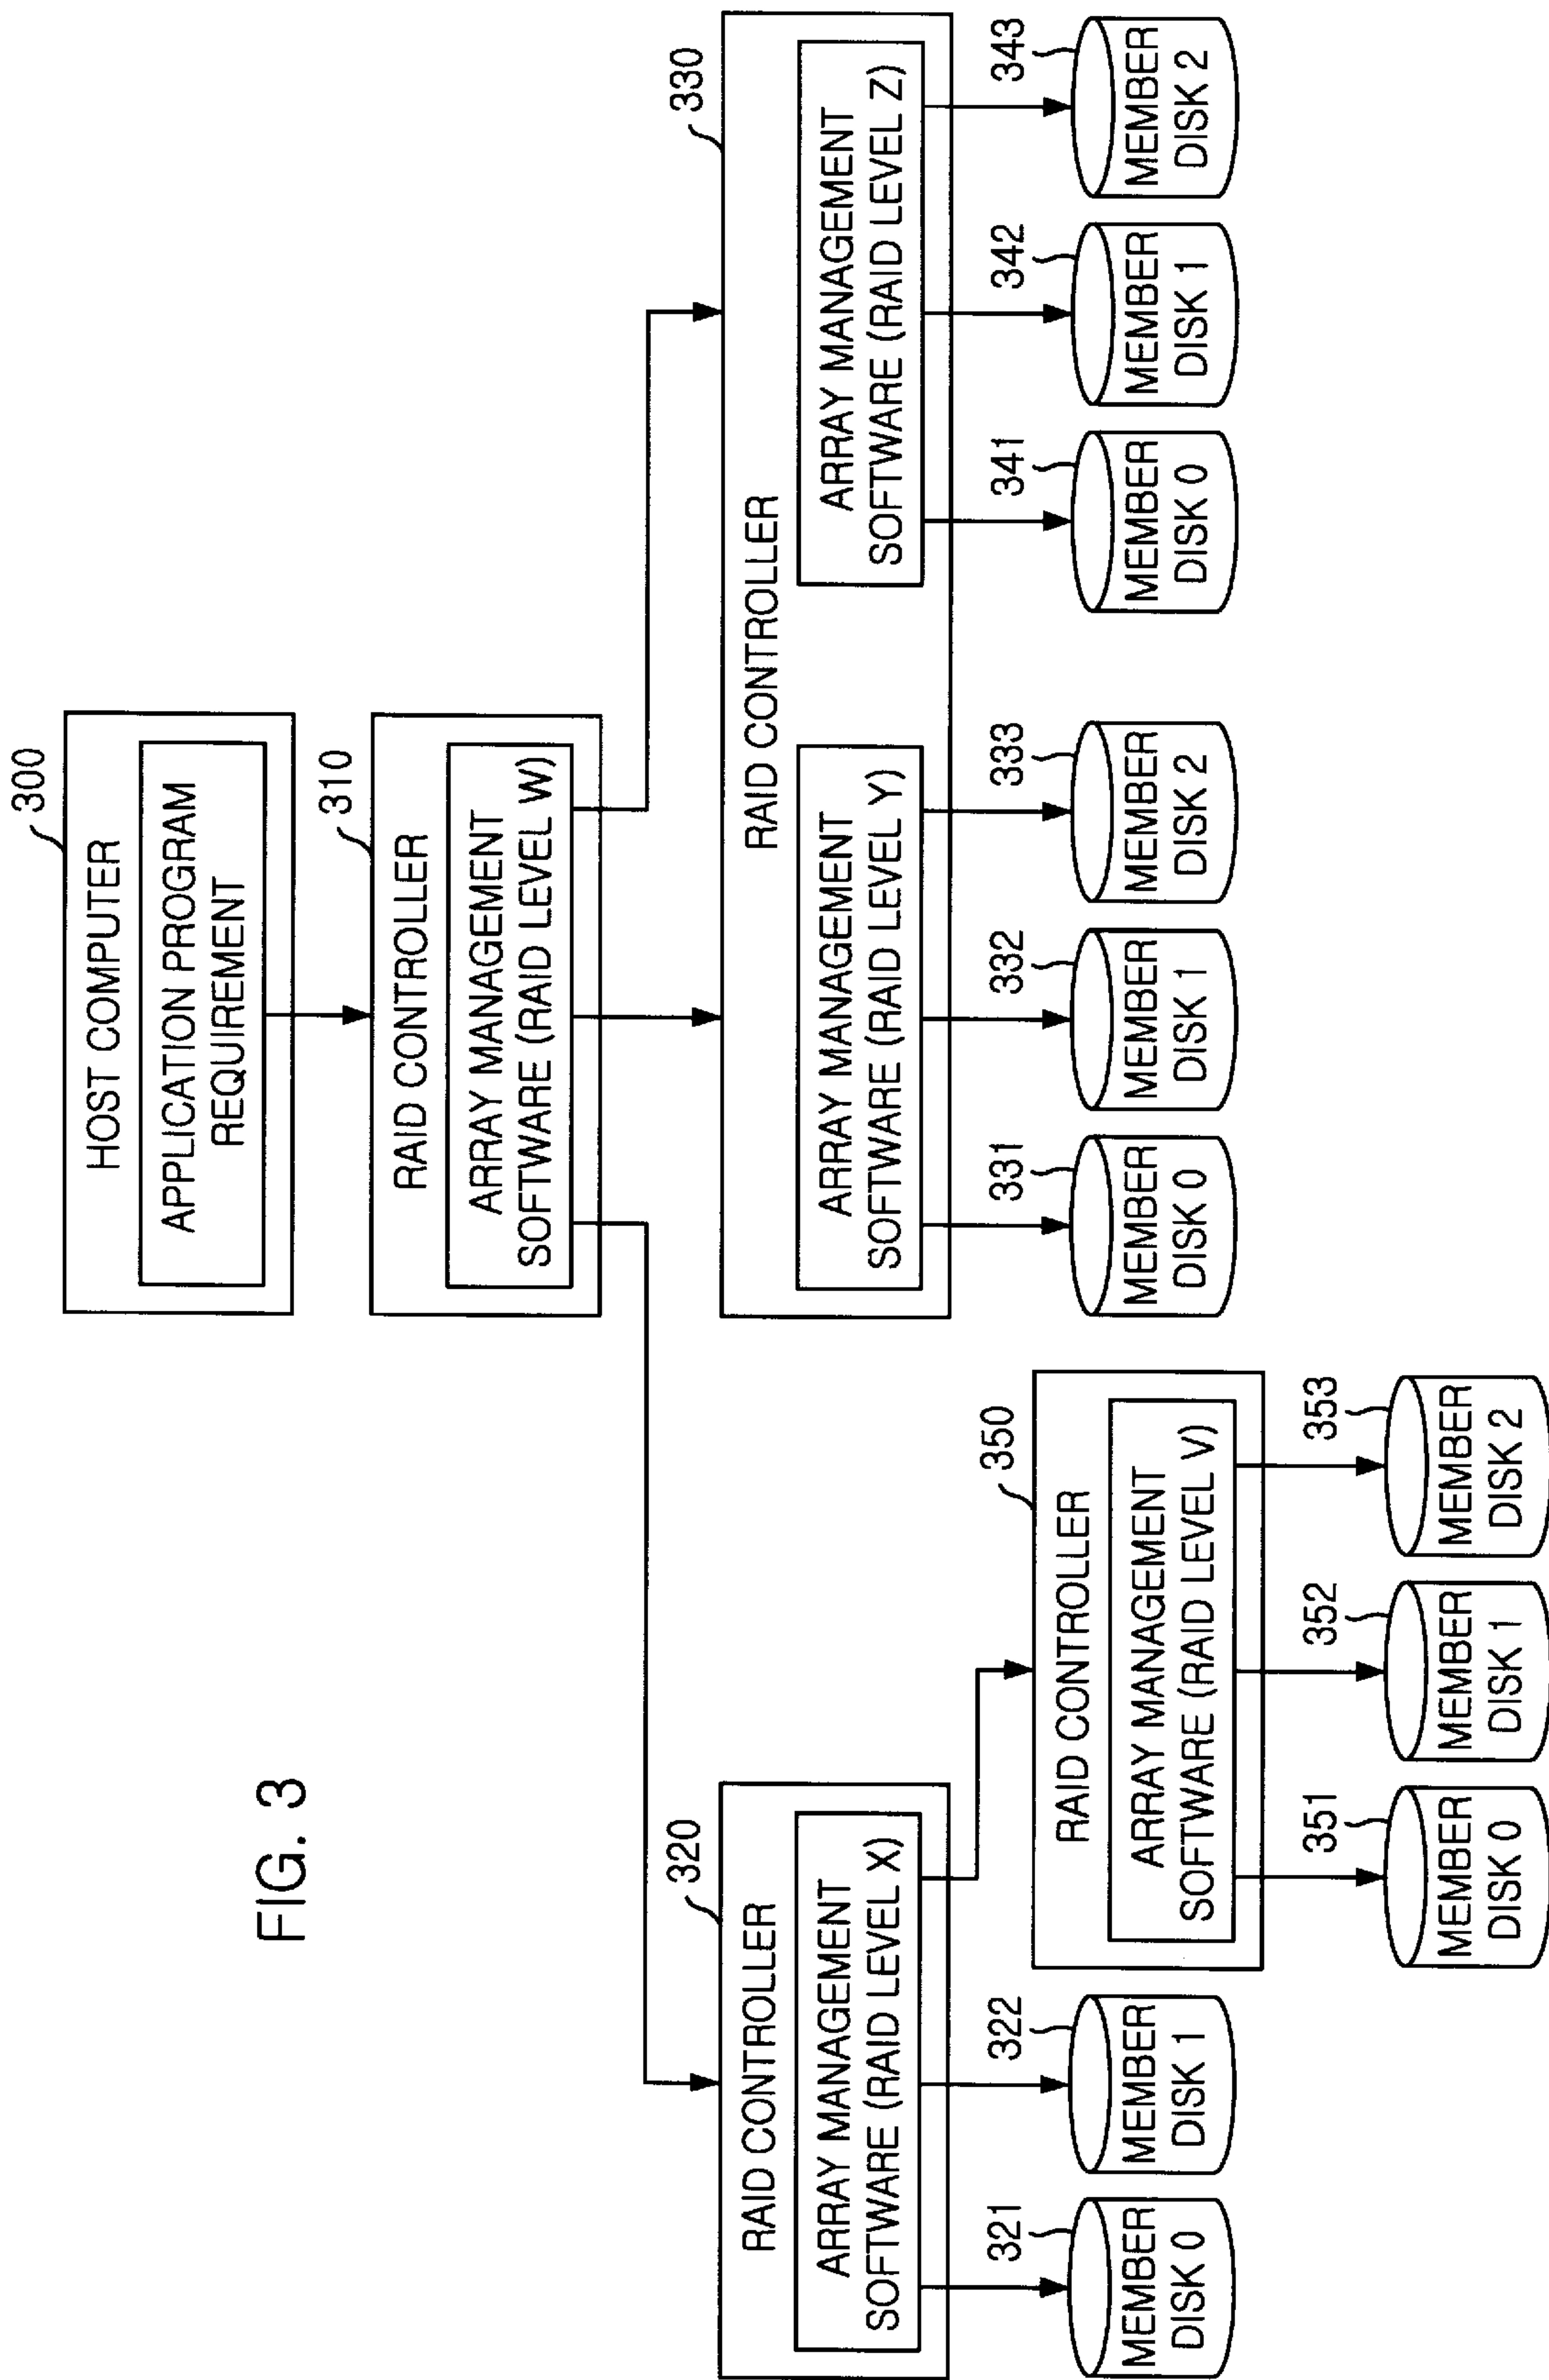 FIG. 3
300
HOST COMPUTER
APPLICATION PROGRAM
REQUIREMENT
310
RAID CONTROLLER
ARRAY MANAGEMENT
SOFTWARE (RAID LEVEL W)
320
RAID CONTROLLER
ARRAY MANAGEMENT
SOFTWARE (RAID LEVEL X)
330
RAID CONTROLLER
ARRAY MANAGEMENT
SOFTWARE (RAID LEVEL Y)
ARRAY MANAGEMENT
SOFTWARE (RAID LEVEL Z)
321
MEMBER
DISK 0
322
MEMBER
DISK 1
350
RAID CONTROLLER
ARRAY MANAGEMENT
SOFTWARE (RAID LEVEL V)
331
MEMBER
DISK 0
332
MEMBER
DISK 1
333
MEMBER
DISK 2
341
MEMBER
DISK 0
342
MEMBER
DISK 1
343
MEMBER
DISK 2
351
MEMBER
DISK 0
352
MEMBER
DISK 1
353
MEMBER
DISK 2